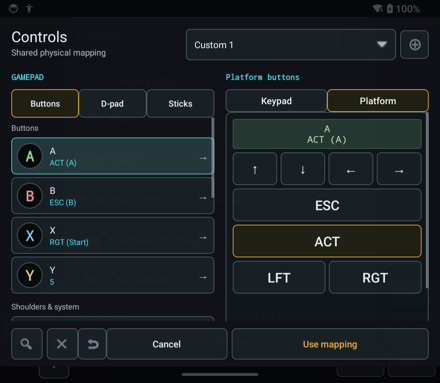 100%
Controls
Shared physical mapping
Custom 1
GAMEPAD
Platform buttons
Buttons
D-pad
Sticks
Keypad
Platform
Buttons
A
A
ACT (A)
→
B
B
ESC (B)
→
X
X
RGT (Start)
→
Y
Y
5
→
Shoulders & system
A
ACT (A)
↑
↓
←
→
ESC
ACT
LFT
RGT
Cancel
Use mapping